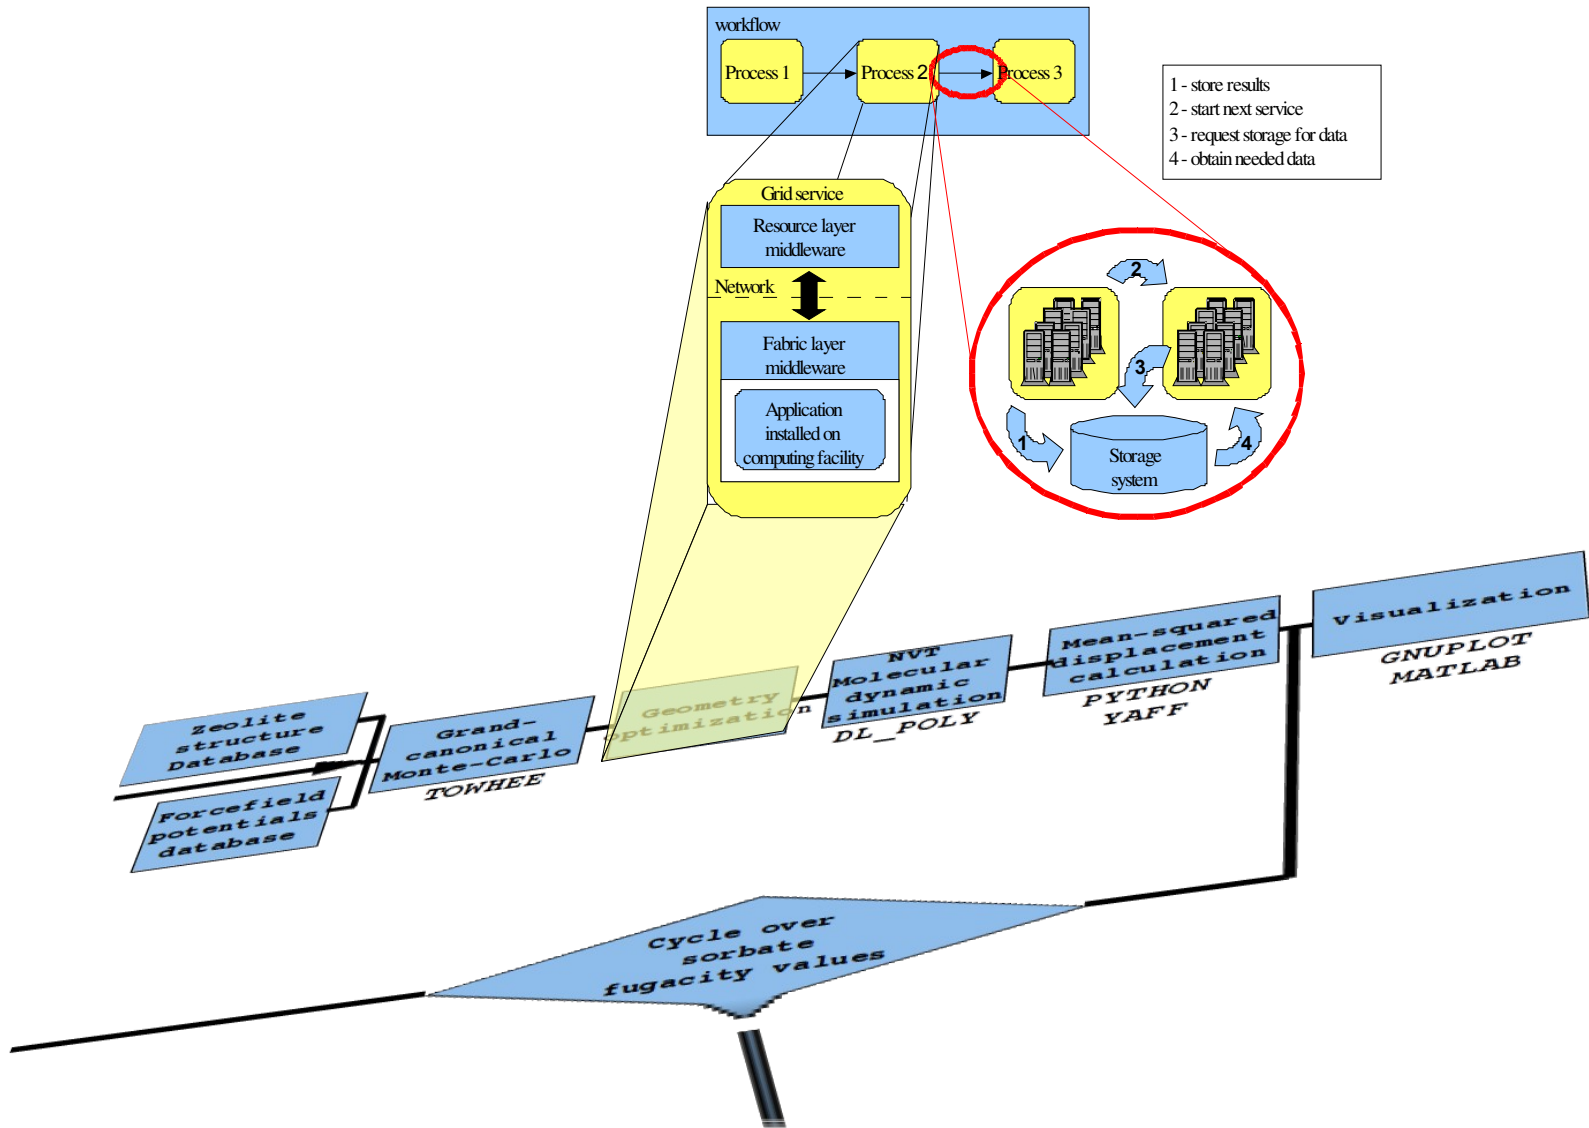 workflow
Process 1
Process 2
Process 3
1 - store results
2 - start next service
3 - request storage for data
4 - obtain needed data
Grid service
Resource layer
middleware
Network
Fabric layer
middleware
Application
installed on
computing facility
2
3
1
4
Storage
system
Visualization
GNUPLOT
MATLAB
Mean-squared
displacement
calculation
PYTHON
YAFF
NVT
Molecular
dynamic
simulation
DL_POLY
Geometry
optimization
Grand-
canonical
Monte-Carlo
TOWHEE
Zeolite
structure
Database
Forcefield
potentials
database
Cycle over
sorbate
fugacity values